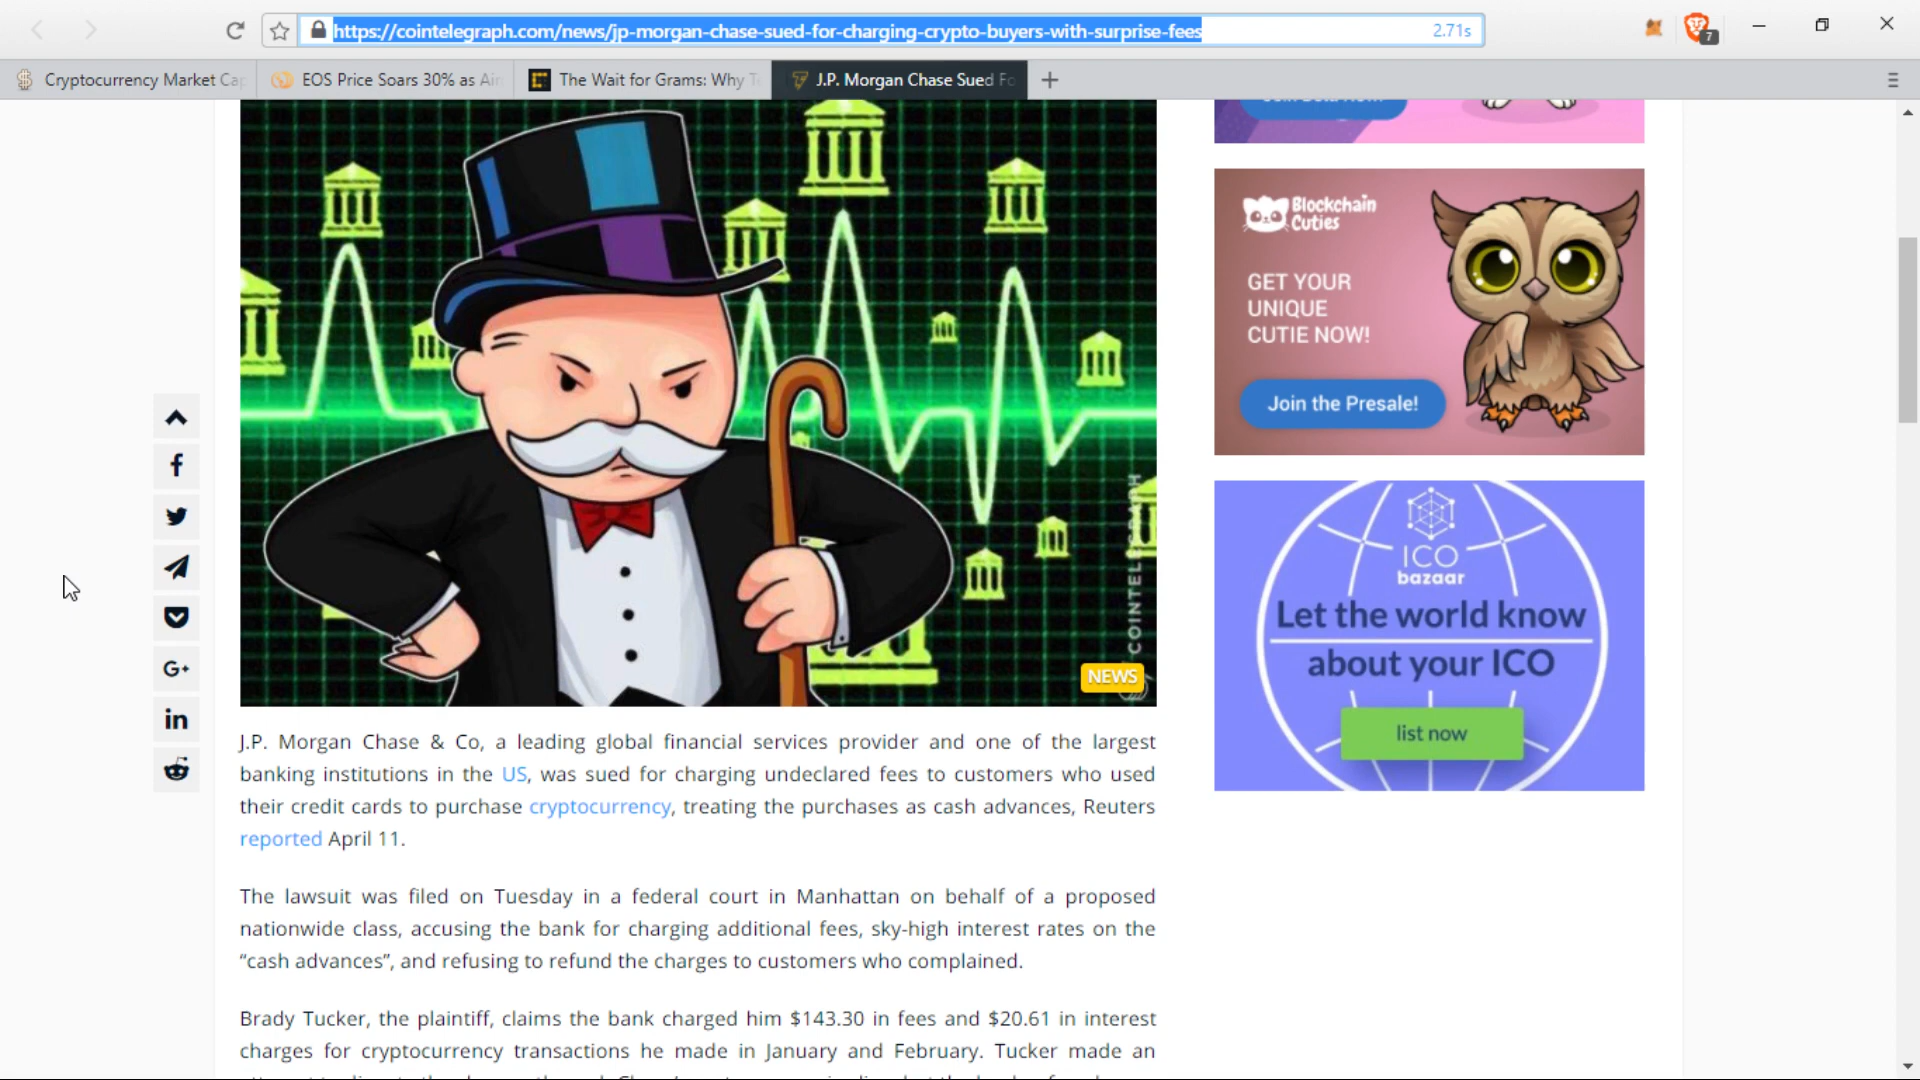 https://cointelegraph.com/news/jp-morgan-chase-sued-for-charging-crypto-buyers-with-surprise-fees
2.71s
7
Cryptocurrency Market Cap
EOS Price Soars 30% as Air
The Wait for Grams: Why T
J.P. Morgan Chase Sued Fo
COINTELEGRAPH
NEWS
Blockchain
Cuties
GET YOUR
UNIQUE
CUTIE NOW!
Join the Presale!
ICO
bazaar
Let the world know
about your ICO
list now
G+
in
J.P. Morgan Chase & Co, a leading global financial services provider and one of the largest
banking institutions in the US, was sued for charging undeclared fees to customers who used
their credit cards to purchase cryptocurrency, treating the purchases as cash advances, Reuters
reported April 11.
The lawsuit was filed on Tuesday in a federal court in Manhattan on behalf of a proposed
nationwide class, accusing the bank for charging additional fees, sky-high interest rates on the
“cash advances”, and refusing to refund the charges to customers who complained.
Brady Tucker, the plaintiff, claims the bank charged him $143.30 in fees and $20.61 in interest
charges for cryptocurrency transactions he made in January and February. Tucker made an